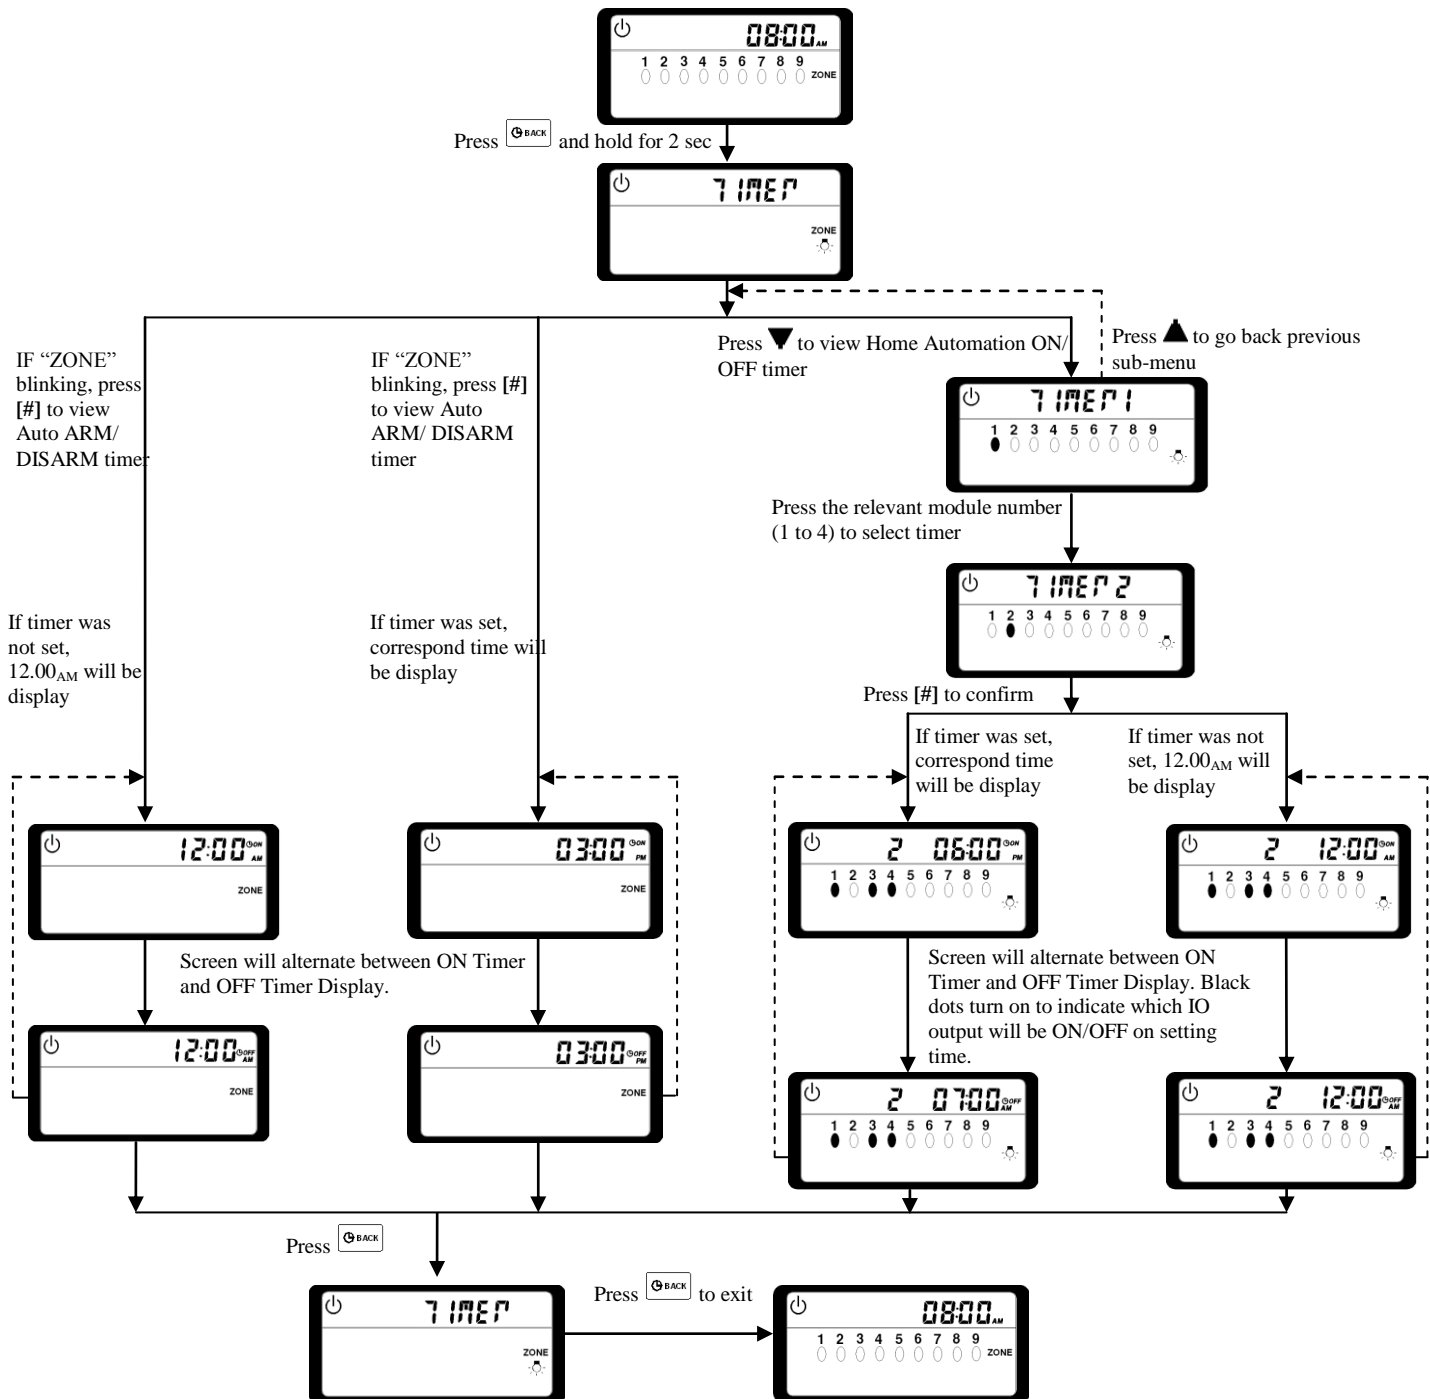 08:00 AM
1 2 3 4 5 6 7 8 9
ZONE
Press BACK and hold for 2 sec
TIMER
ZONE
IF “ZONE”
blinking, press
[#] to view
Auto ARM/
DISARM timer
IF “ZONE”
blinking, press [#]
to view Auto
ARM/ DISARM
timer
Press ▼ to view Home Automation ON/
OFF timer
Press ▲ to go back previous
sub-menu
TIMER1
1 2 3 4 5 6 7 8 9
Press the relevant module number
(1 to 4) to select timer
TIMER 2
1 2 3 4 5 6 7 8 9
If timer was
not set,
12.00AM will be
display
If timer was set,
correspond time will
be display
Press [#] to confirm
If timer was set,
correspond time
will be display
If timer was not
set, 12.00AM will
be display
12:00 ON AM
ZONE
03:00 ON PM
ZONE
2 06:00 ON PM
1 2 3 4 5 6 7 8 9
2 12:00 ON AM
1 2 3 4 5 6 7 8 9
Screen will alternate between ON Timer
and OFF Timer Display.
Screen will alternate between ON
Timer and OFF Timer Display. Black
dots turn on to indicate which IO
output will be ON/OFF on setting
time.
12:00 OFF AM
ZONE
03:00 OFF PM
ZONE
2 07:00 OFF AM
1 2 3 4 5 6 7 8 9
2 12:00 OFF AM
1 2 3 4 5 6 7 8 9
Press BACK
TIMER
ZONE
Press BACK to exit
08:00 AM
1 2 3 4 5 6 7 8 9
ZONE